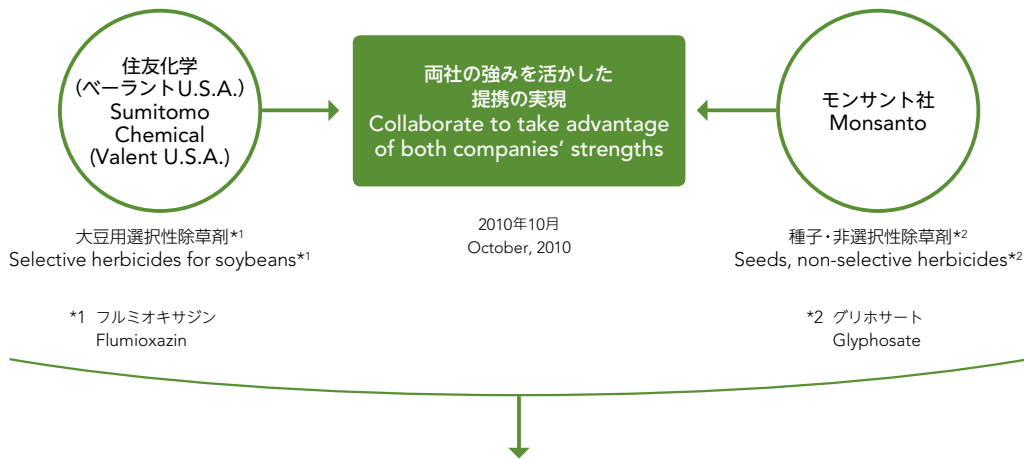 住友化学
(ベーラントU.S.A.)
Sumitomo
Chemical
(Valent U.S.A.)
両社の強みを活かした
提携の実現
Collaborate to take advantage
of both companies' strengths
モンサント社
Monsanto
大豆用選択性除草剤*1
Selective herbicides for soybeans*1
2010年10月
October, 2010
種子・非選択性除草剤*2
Seeds, non-selective herbicides*2
*1 フルミオキサジン
Flumioxazin
*2 グリホサート
Glyphosate